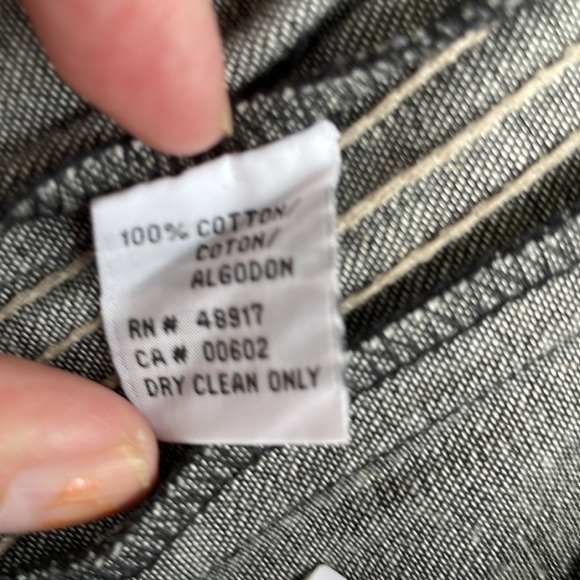 100% COTTON/
COTON/
ALGODON
RN# 48917
CA# 00602
DRY CLEAN ONLY